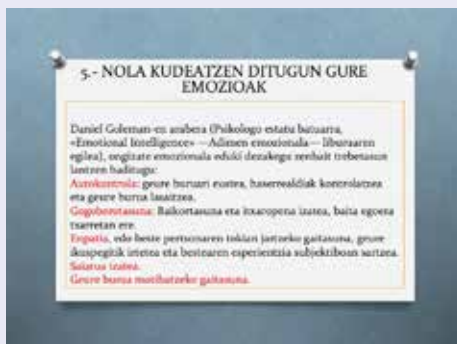 5.- NOLA KUDEATZEN DITUGUN GURE
EMOZIOAK
Daniel Goleman-en arabera (Psikologo estatu batuarra,
«Emotional Intelligence» —Adimen emozionala— liburuaren
egilea), ongizate emozionala eduki dezakegu zenbait trebetasun
lantzen baditugu:
Autokontrola: geure buruari eustea, haserrealdiak kontrolatzea
eta geure burua lasaitzea.
Gogoberotasuna: Baikortasuna eta itxaropena izatea, baita egoera
txarretan ere.
Enpatia, edo beste pertsonaren tokian jartzeko gaitasuna, geure
ikuspegitik irtetea eta bestearen esperientzia subjektiboan sartzea.
Saiatua izatea.
Geure burua motibatzeko gaitasuna.